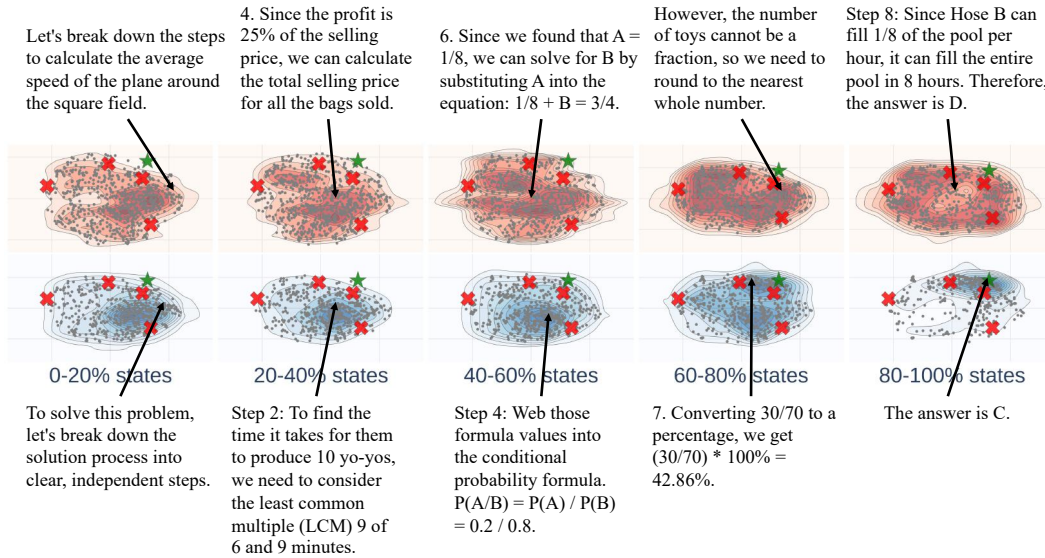 Let's break down the steps
to calculate the average
speed of the plane around
the square field.
4. Since the profit is
25% of the selling
price, we can calculate
the total selling price
for all the bags sold.
6. Since we found that A =
1/8, we can solve for B by
substituting A into the
equation: 1/8 + B = 3/4.
However, the number
of toys cannot be a
fraction, so we need to
round to the nearest
whole number.
Step 8: Since Hose B can
fill 1/8 of the pool per
hour, it can fill the entire
pool in 8 hours. Therefore,
the answer is D.
0-20% states
20-40% states
40-60% states
60-80% states
80-100% states
To solve this problem,
let's break down the
solution process into
clear, independent steps.
Step 2: To find the
time it takes for them
to produce 10 yo-yos,
we need to consider
the least common
multiple (LCM) 9 of
6 and 9 minutes.
Step 4: Web those
formula values into
the conditional
probability formula.
P(A/B) = P(A) / P(B)
= 0.2 / 0.8.
7. Converting 30/70 to a
percentage, we get
(30/70) * 100% =
42.86%.
The answer is C.